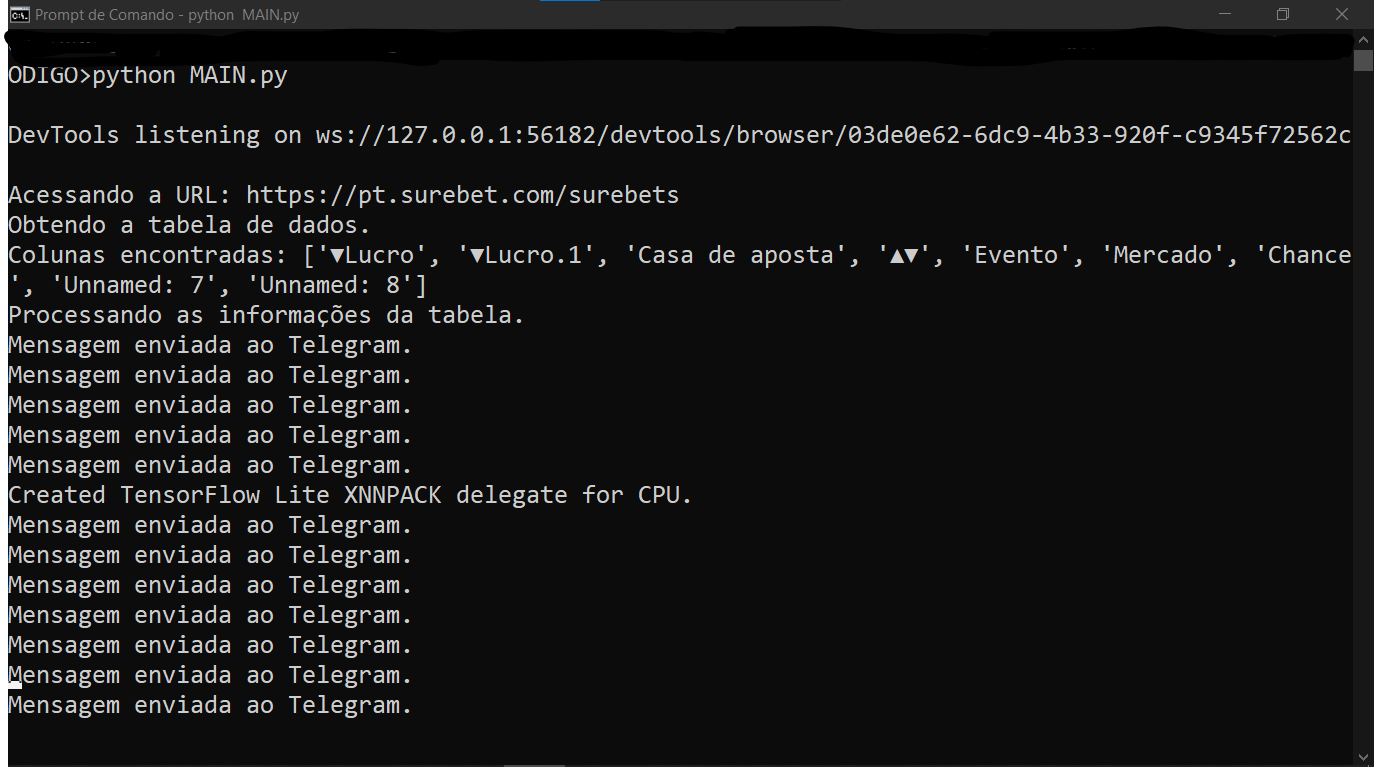 Prompt de Comando - python  MAIN.py
ODIGO>python MAIN.py
DevTools listening on ws://127.0.0.1:56182/devtools/browser/03de0e62-6dc9-4b33-920f-c9345f72562c
Acessando a URL: https://pt.surebet.com/surebets
Obtendo a tabela de dados.
Colunas encontradas: ['▼Lucro', '▼Lucro.1', 'Casa de aposta', '▲▼', 'Evento', 'Mercado', 'Chance
', 'Unnamed: 7', 'Unnamed: 8']
Processando as informações da tabela.
Mensagem enviada ao Telegram.
Mensagem enviada ao Telegram.
Mensagem enviada ao Telegram.
Mensagem enviada ao Telegram.
Mensagem enviada ao Telegram.
Created TensorFlow Lite XNNPACK delegate for CPU.
Mensagem enviada ao Telegram.
Mensagem enviada ao Telegram.
Mensagem enviada ao Telegram.
Mensagem enviada ao Telegram.
Mensagem enviada ao Telegram.
Mensagem enviada ao Telegram.
Mensagem enviada ao Telegram.